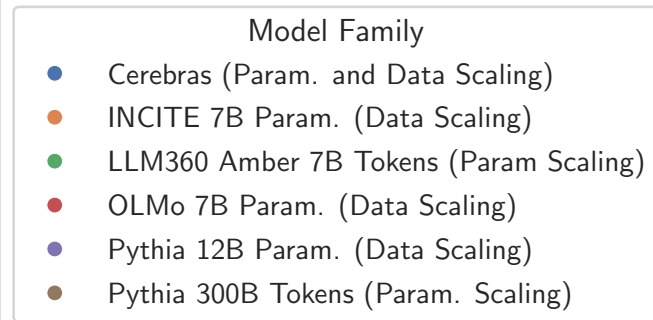 Model Family
Cerebras (Param. and Data Scaling)
INCITE 7B Param. (Data Scaling)
LLM360 Amber 7B Tokens (Param Scaling)
OLMo 7B Param. (Data Scaling)
Pythia 12B Param. (Data Scaling)
Pythia 300B Tokens (Param. Scaling)